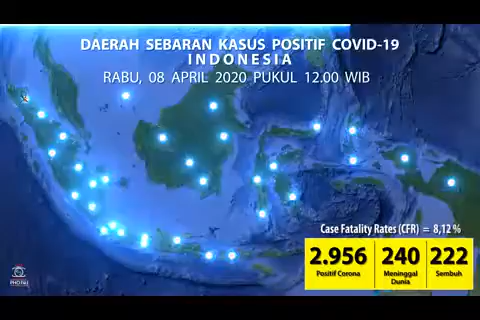 DAERAH SEBARAN KASUS POSITIF COVID-19
INDONESIA
RABU, 08 APRIL 2020 PUKUL 12.00 WIB
Case Fatality Rates (CFR) = 8,12 %
2.956 240 222
Positif Corona Meninggal Dunia Sembuh